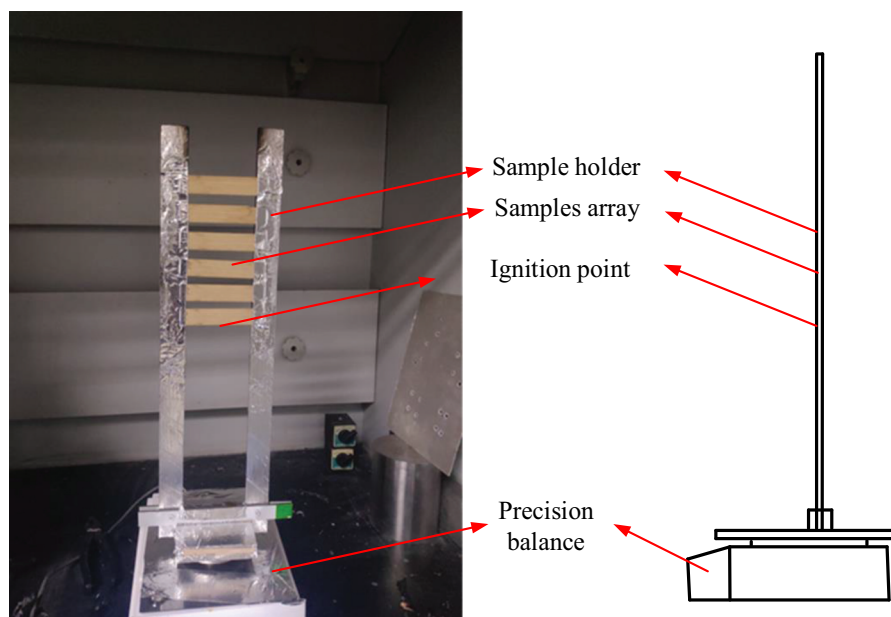 Sample holder
Samples array
Ignition point
Precision
balance